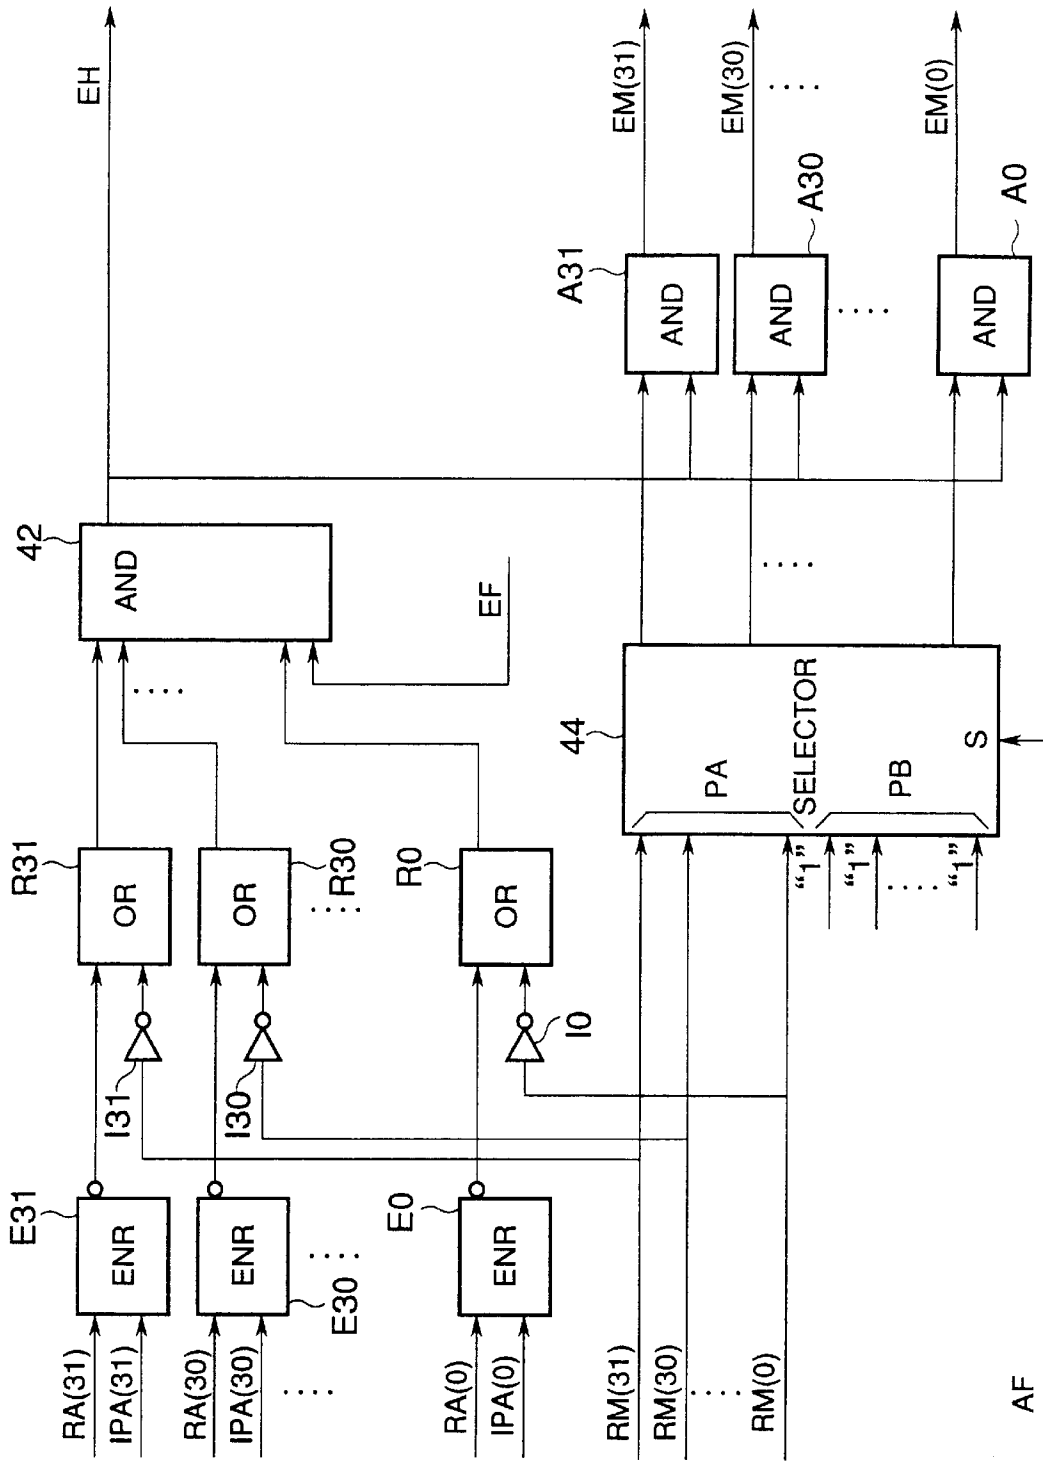 EH
EM(31)
EM(30)
....
EM(0)
A31
AND
A30
AND
....
A0
AND
42
AND
....
EF
....
44
SELECTOR
PA
PB
S
"1"
"1"
....
"1"
R31
OR
R30
OR
....
R0
OR
I31
I30
I0
E31
ENR
E30
ENR
....
E0
ENR
RA(31)
IPA(31)
RA(30)
IPA(30)
....
RA(0)
IPA(0)
RM(31)
RM(30)
....
RM(0)
AF